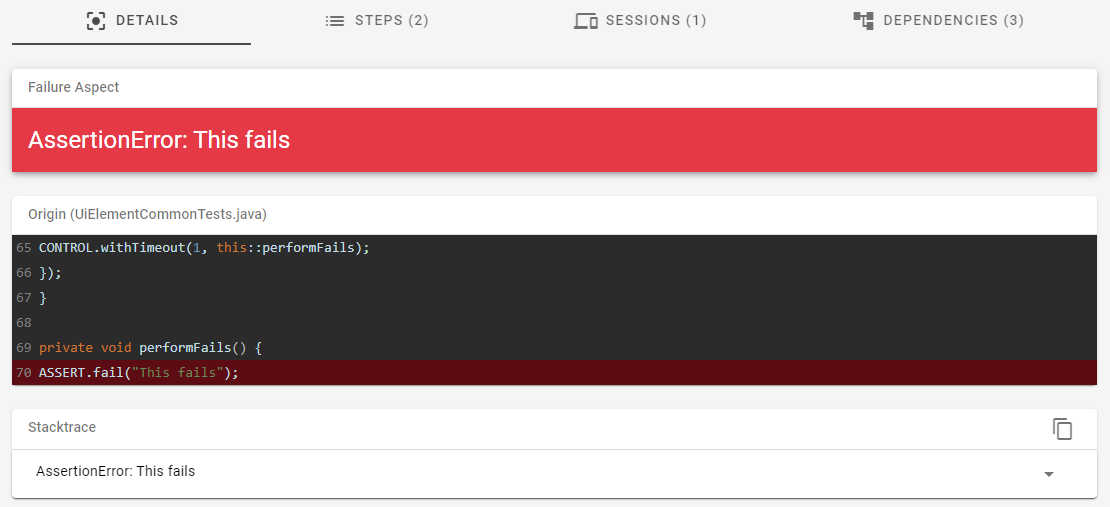 DETAILS STEPS (2) SESSIONS (1) DEPENDENCIES (3)
Failure Aspect
AssertionError: This fails
Origin (UiElementCommonTests.java)
65 CONTROL.withTimeout(1, this::performFails);
66 });
67 }
68
69 private void performFails() {
70 ASSERT.fail("This fails");
Stacktrace
AssertionError: This fails